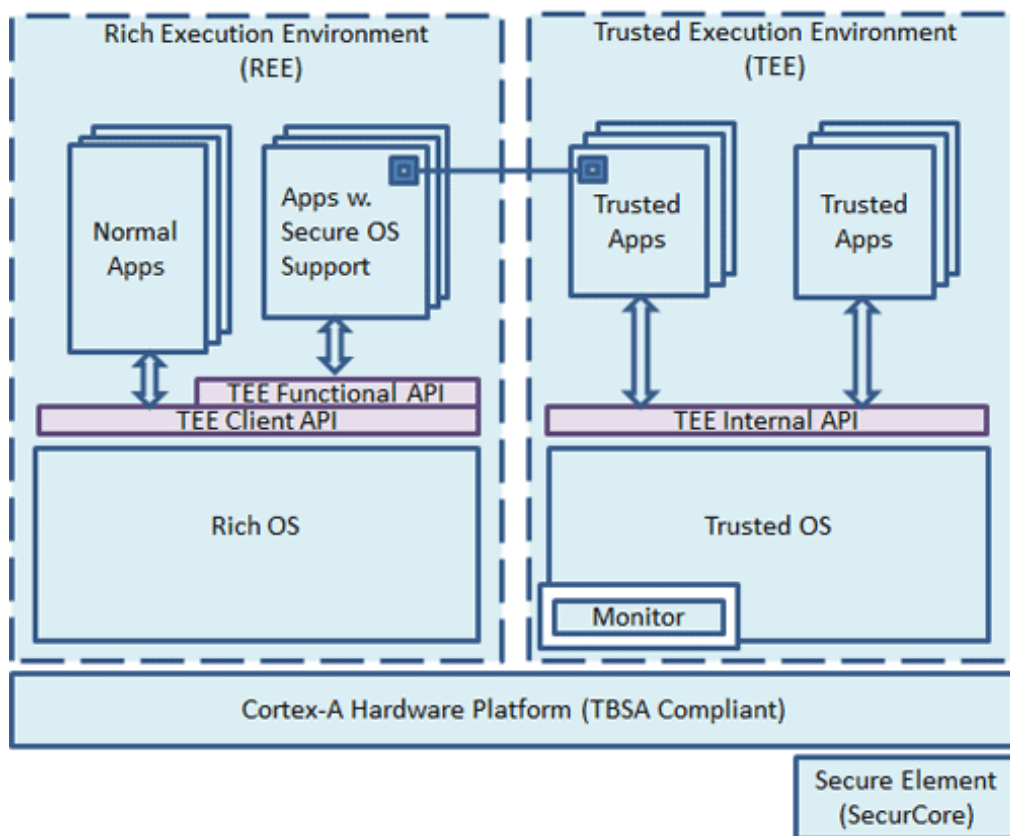 Rich Execution Environment
(REE)
Trusted Execution Environment
(TEE)
Normal
Apps
Apps w.
Secure OS
Support
Trusted
Apps
Trusted
Apps
TEE Functional API
TEE Client API
TEE Internal API
Rich OS
Trusted OS
Monitor
Cortex-A Hardware Platform (TBSA Compliant)
Secure Element
(SecurCore)